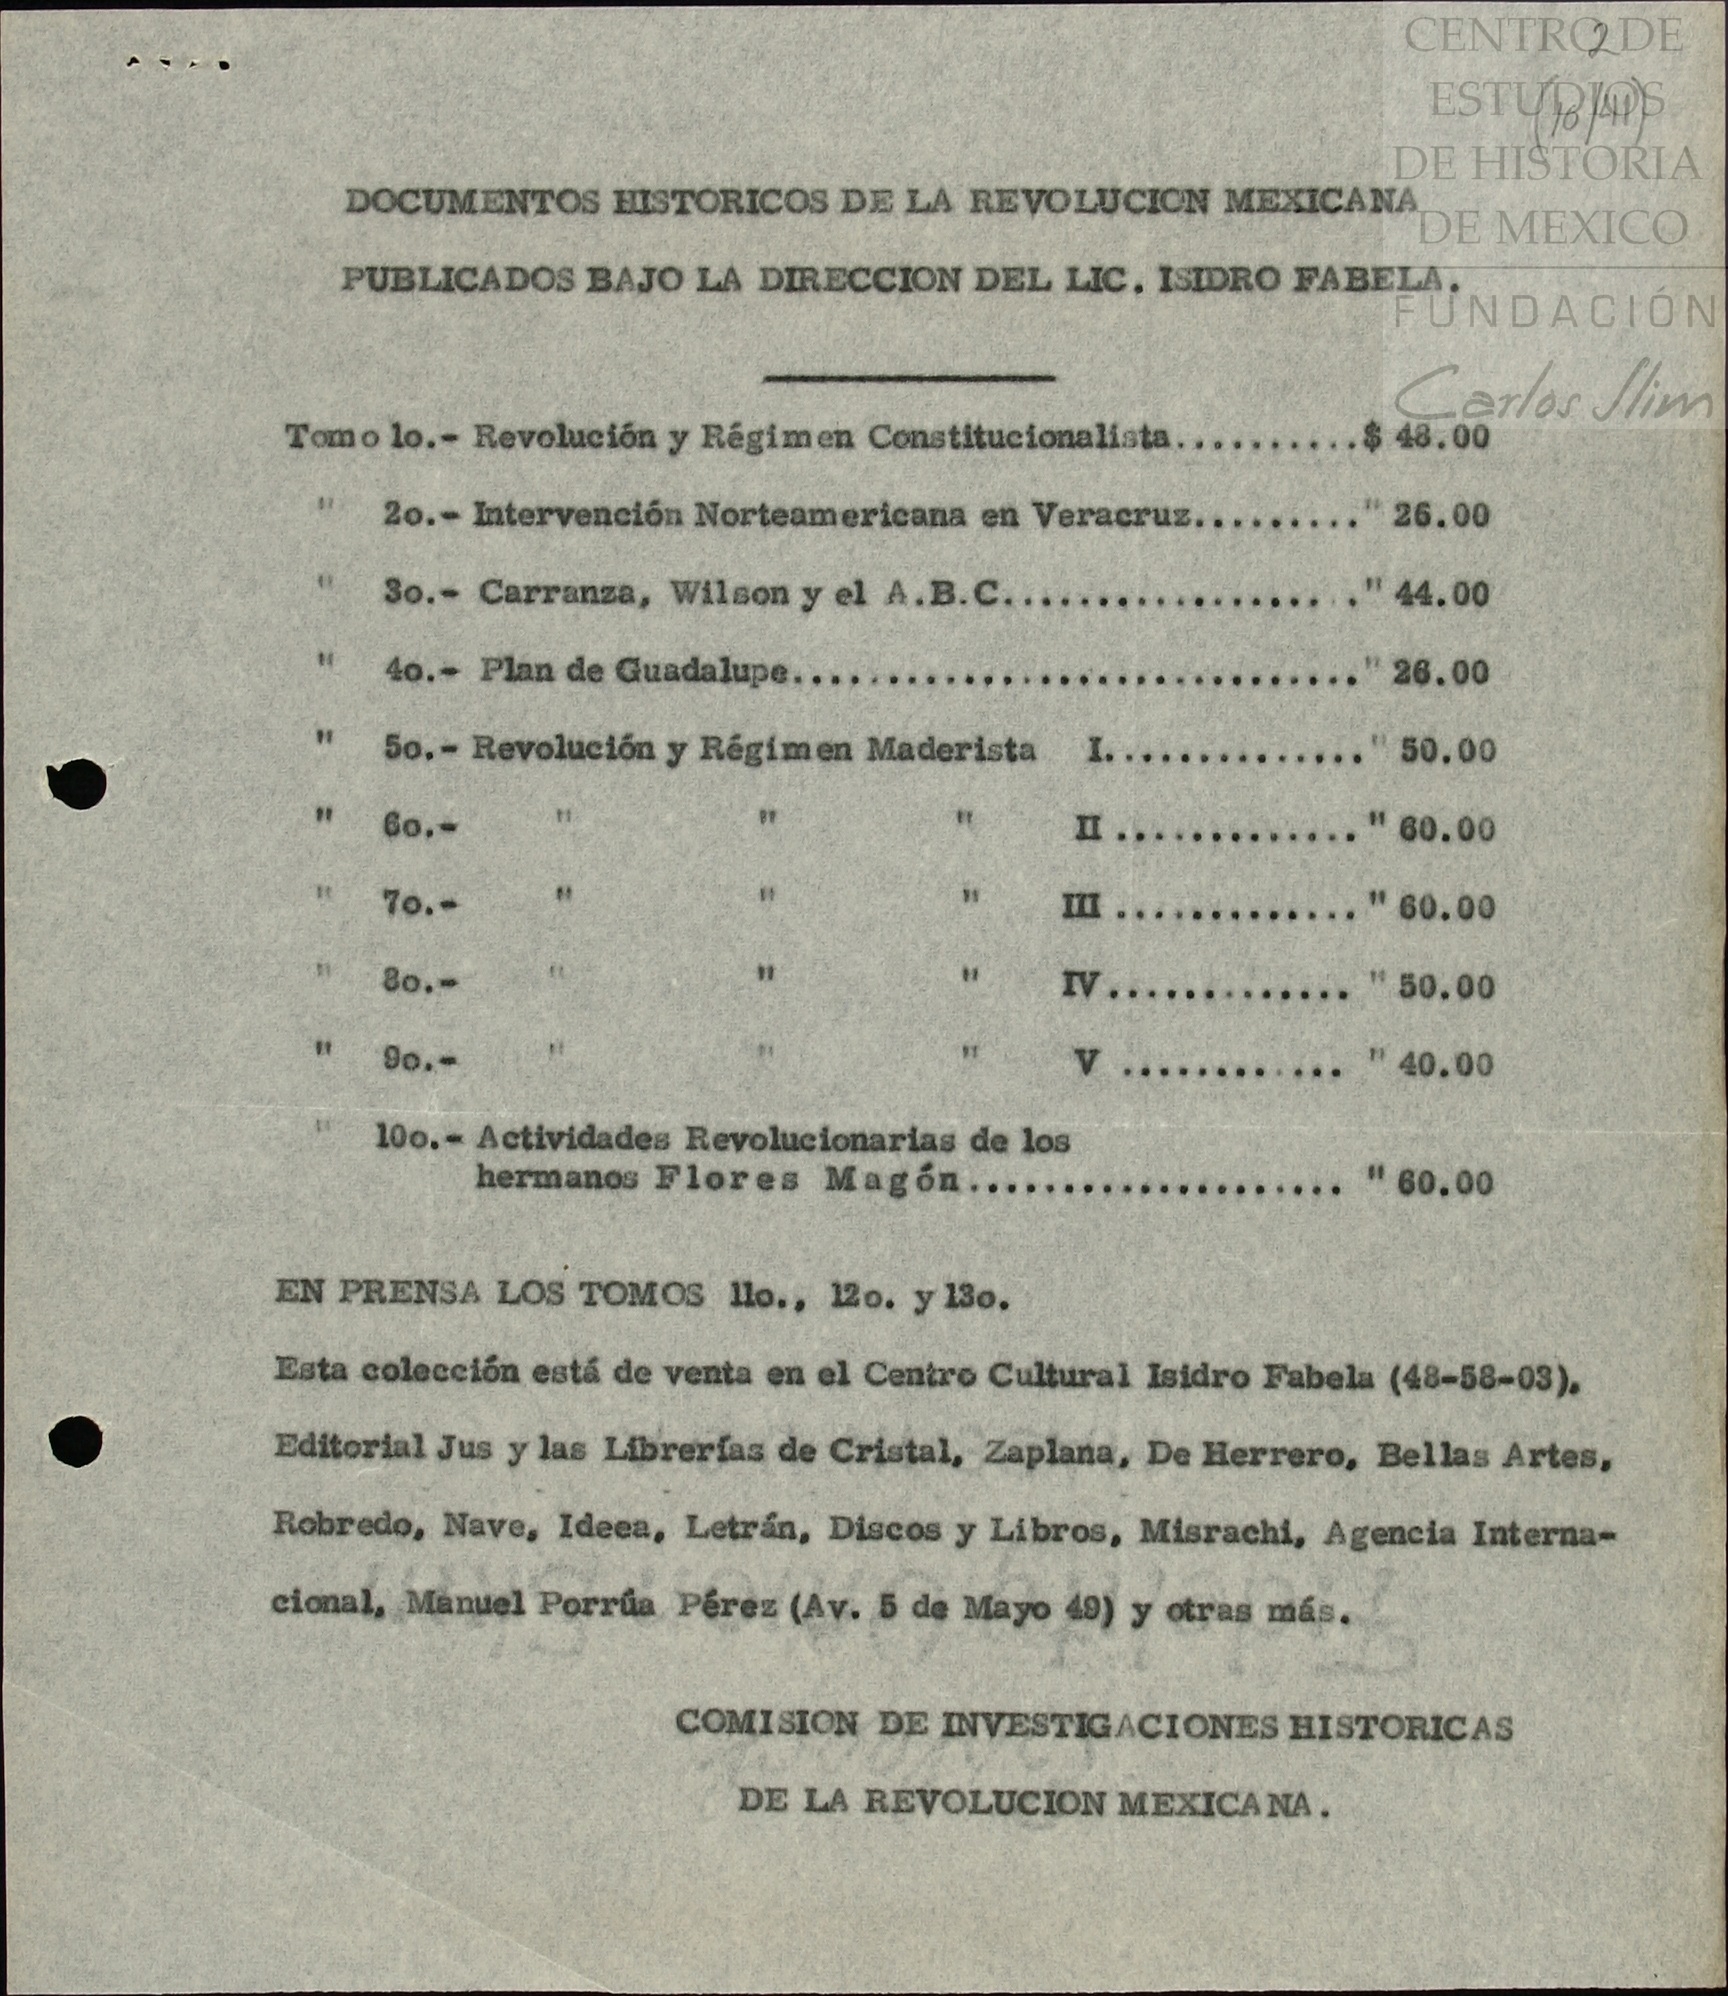 CENTRO DE
ESTUDIOS
DE HISTORIA
DE MEXICO
FUNDACIÓN
Carlos Slim
2
(10/41)
DOCUMENTOS HISTORICOS DE LA REVOLUCION MEXICANA
PUBLICADOS BAJO LA DIRECCION DEL LIC. ISIDRO FABELA.
Tomo 1o.- Revolución y Régimen Constitucionalista...........$ 48.00
" 2o.- Intervención Norteamericana en Veracruz........." 26.00
" 3o.- Carranza, Wilson y el A.B.C..................." 44.00
" 4o.- Plan de Guadalupe..............................." 26.00
" 5o.- Revolución y Régimen Maderista I.............." 50.00
" 6o.- " " " II ............." 60.00
" 7o.- " " " III ............." 60.00
" 8o.- " " " IV............. " 50.00
" 9o.- " " " V ............ " 40.00
" 10o.- Actividades Revolucionarias de los
hermanos Flores Magón..................... " 60.00
EN PRENSA LOS TOMOS 11o., 12o. y 13o.
Esta colección está de venta en el Centro Cultural Isidro Fabela (48-58-03),
Editorial Jus y las Librerías de Cristal, Zaplana, De Herrero, Bellas Artes,
Robredo, Nave, Ideea, Letrán, Discos y Libros, Misrachi, Agencia Interna-
cional, Manuel Porrúa Pérez (Av. 5 de Mayo 49) y otras más.
COMISION DE INVESTIGACIONES HISTORICAS
DE LA REVOLUCION MEXICANA.